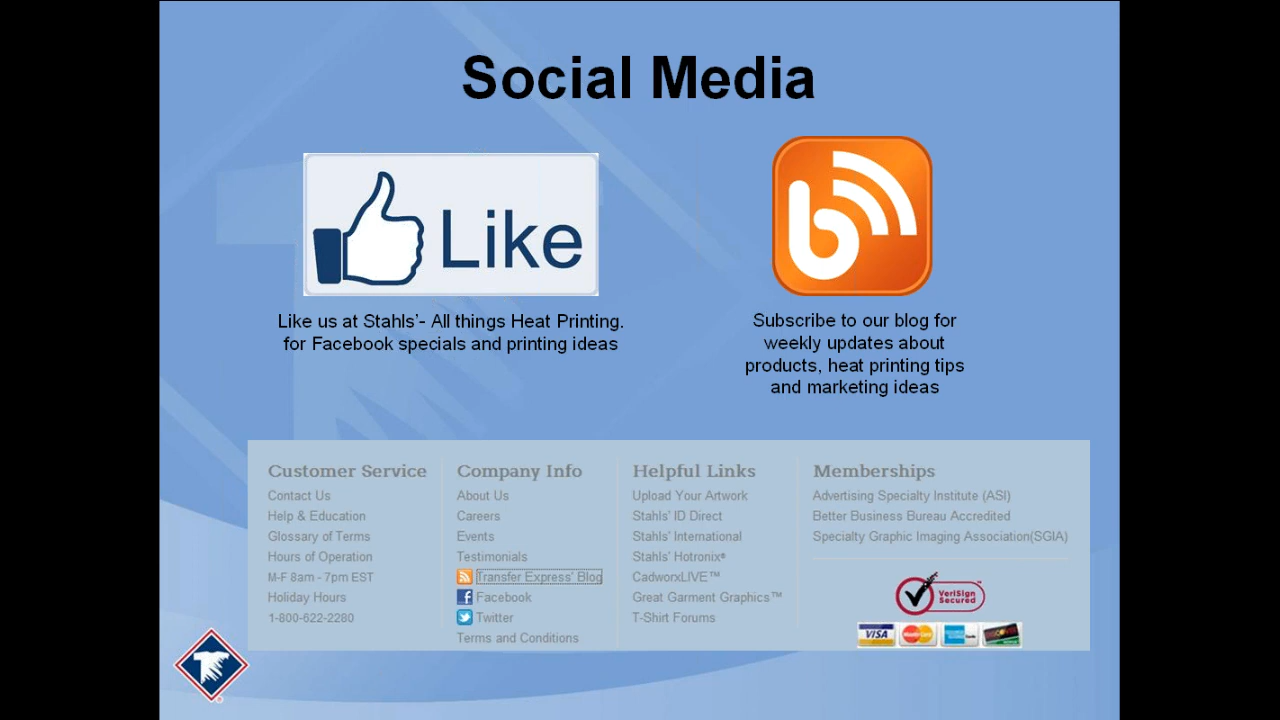 Social Media
Like
b
Like us at Stahls'- All things Heat Printing.
for Facebook specials and printing ideas
Subscribe to our blog for
weekly updates about
products, heat printing tips
and marketing ideas
Customer Service
Contact Us
Help & Education
Glossary of Terms
Hours of Operation
M-F 8am - 7pm EST
Holiday Hours
1-800-622-2280
Company Info
About Us
Careers
Events
Testimonials
Transfer Express' Blog
Facebook
Twitter
Terms and Conditions
Helpful Links
Upload Your Artwork
Stahls' ID Direct
Stahls' International
Stahls' Hotronix®
CadworxLIVE™
Great Garment Graphics™
T-Shirt Forums
Memberships
Advertising Specialty Institute (ASI)
Better Business Bureau Accredited
Specialty Graphic Imaging Association(SGIA)
VeriSign
Secured
VISA
MasterCard